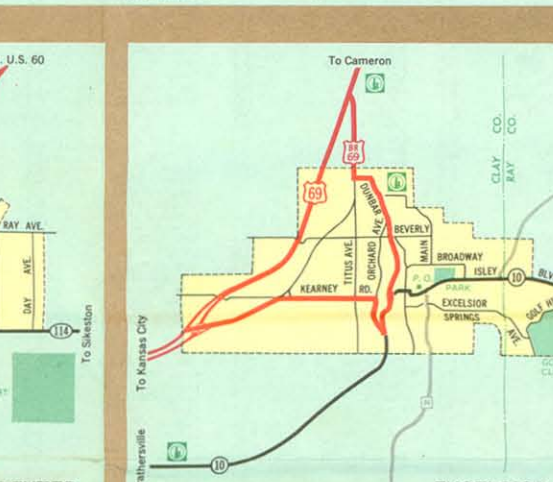 . U.S. 60
RAY AVE.
DAY AVE.
114
To Sikeston
To Cameron
BR 69
69
CLAY CO.
RAY CO.
DUNBAR AVE.
BEVERLY
MAIN
TITUS AVE.
ORCHARD
BROADWAY
ISLEY
10
BLV
P. O.
PARK
KEARNEY RD.
EXCELSIOR SPRINGS
AVE.
GOLF HI
To Kansas City
N
10
athersville